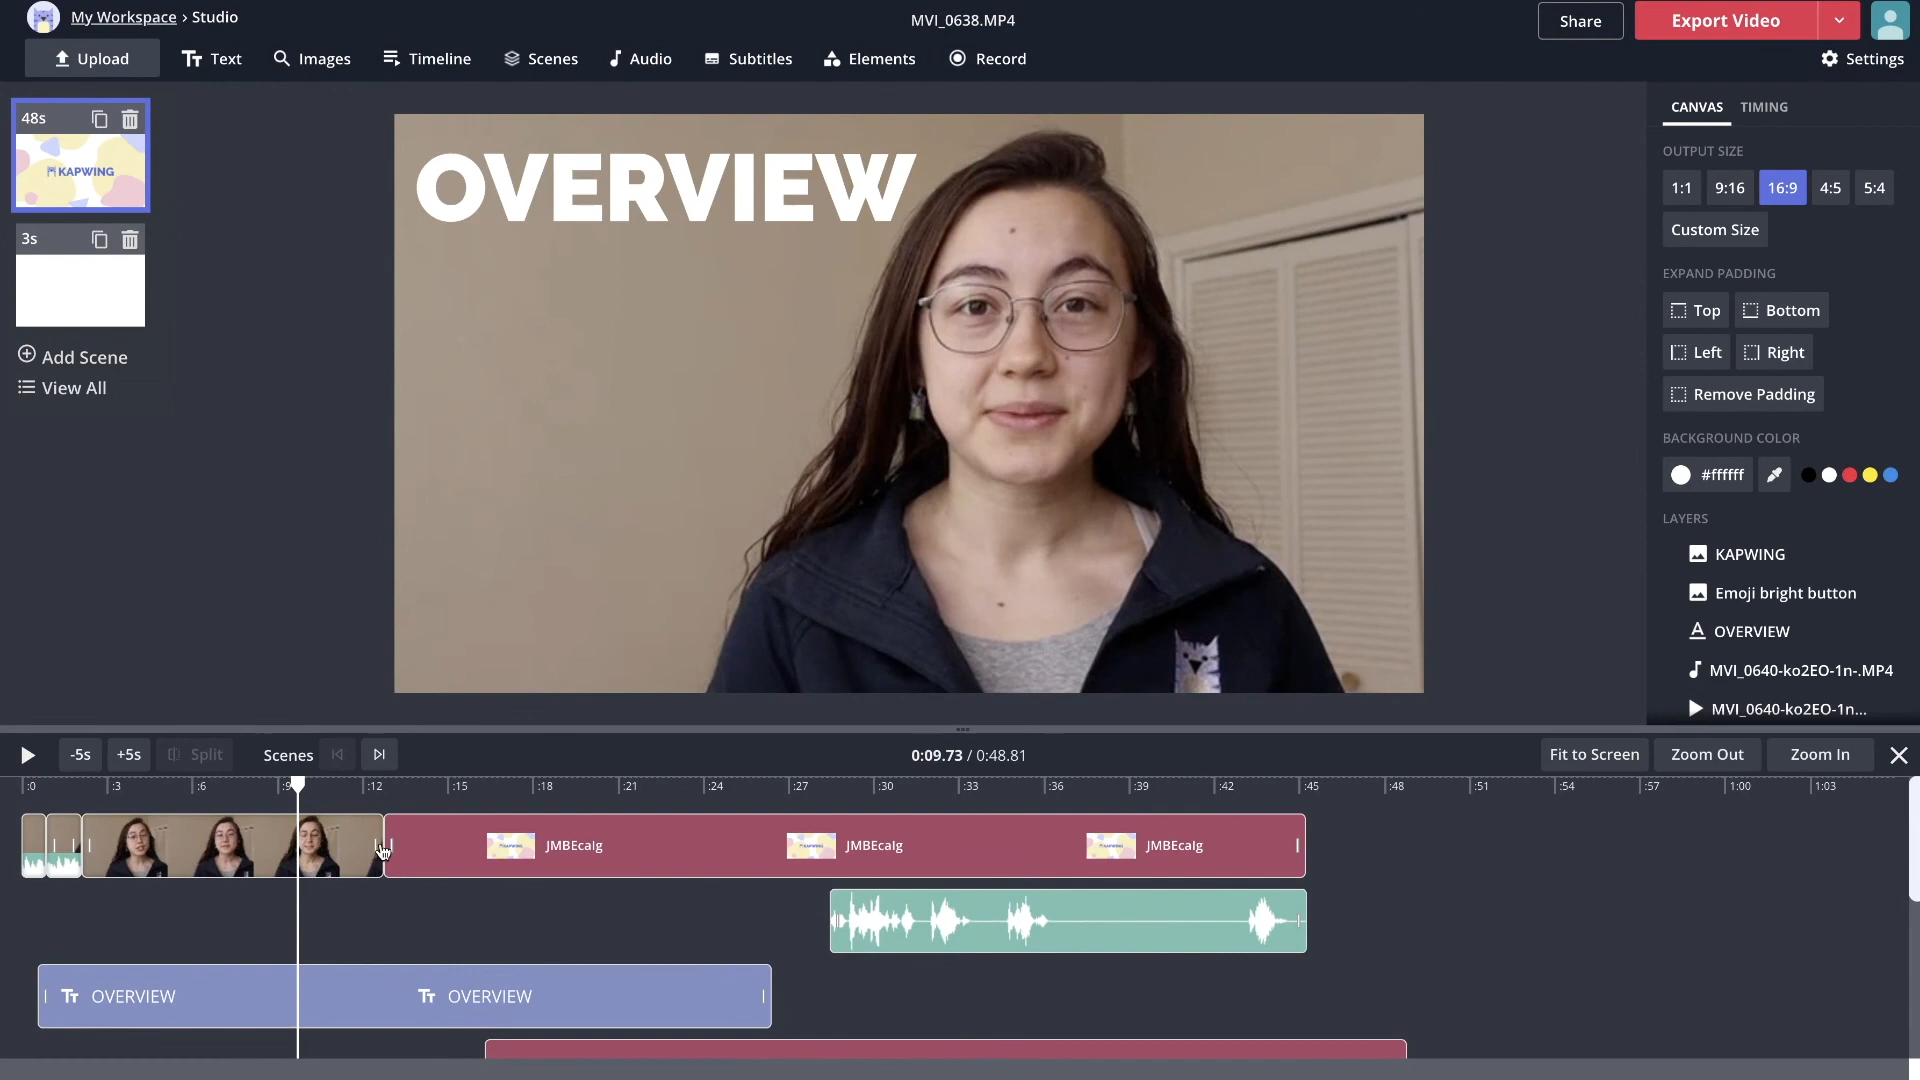 My Workspace › Studio
MVI_0638.MP4
Share
Export Video
Upload
Text
Images
Timeline
Scenes
Audio
Subtitles
Elements
Record
Settings
48s
KAPWING
3s
Add Scene
View All
OVERVIEW
CANVAS TIMING
OUTPUT SIZE
1:1 9:16 16:9 4:5 5:4
Custom Size
EXPAND PADDING
Top Bottom
Left Right
Remove Padding
BACKGROUND COLOR
#ffffff
LAYERS
KAPWING
Emoji bright button
OVERVIEW
MVI_0640-ko2EO-1n-.MP4
MVI_0640-ko2EO-1n...
-5s +5s Split Scenes 0:09.73 / 0:48.81 Fit to Screen Zoom Out Zoom In
:0 :3 :6 :9 :12 :15 :18 :21 :24 :27 :30 :33 :36 :39 :42 :45 :48 :51 :54 :57 1:00 1:03
KAPWING JMBEcalg KAPWING JMBEcalg KAPWING JMBEcalg
OVERVIEW OVERVIEW